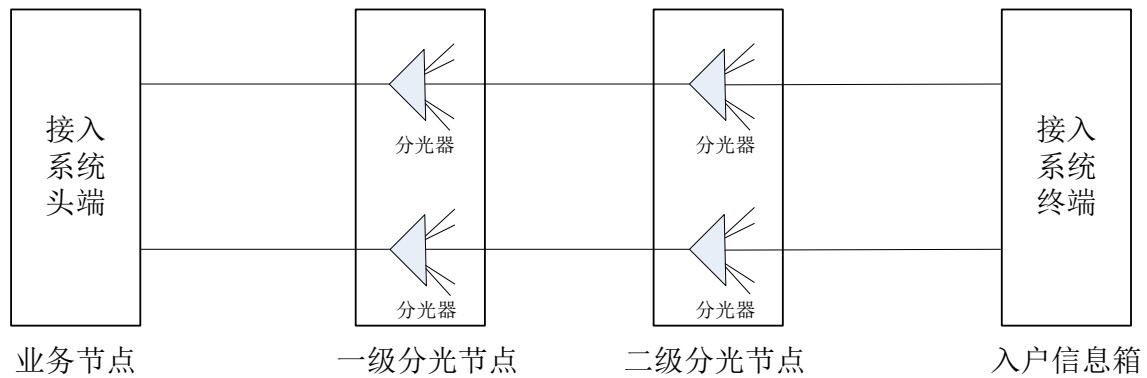 接入
系统
头端
分光器
分光器
接入
系统
终端
分光器
分光器
业务节点
一级分光节点
二级分光节点
入户信息箱